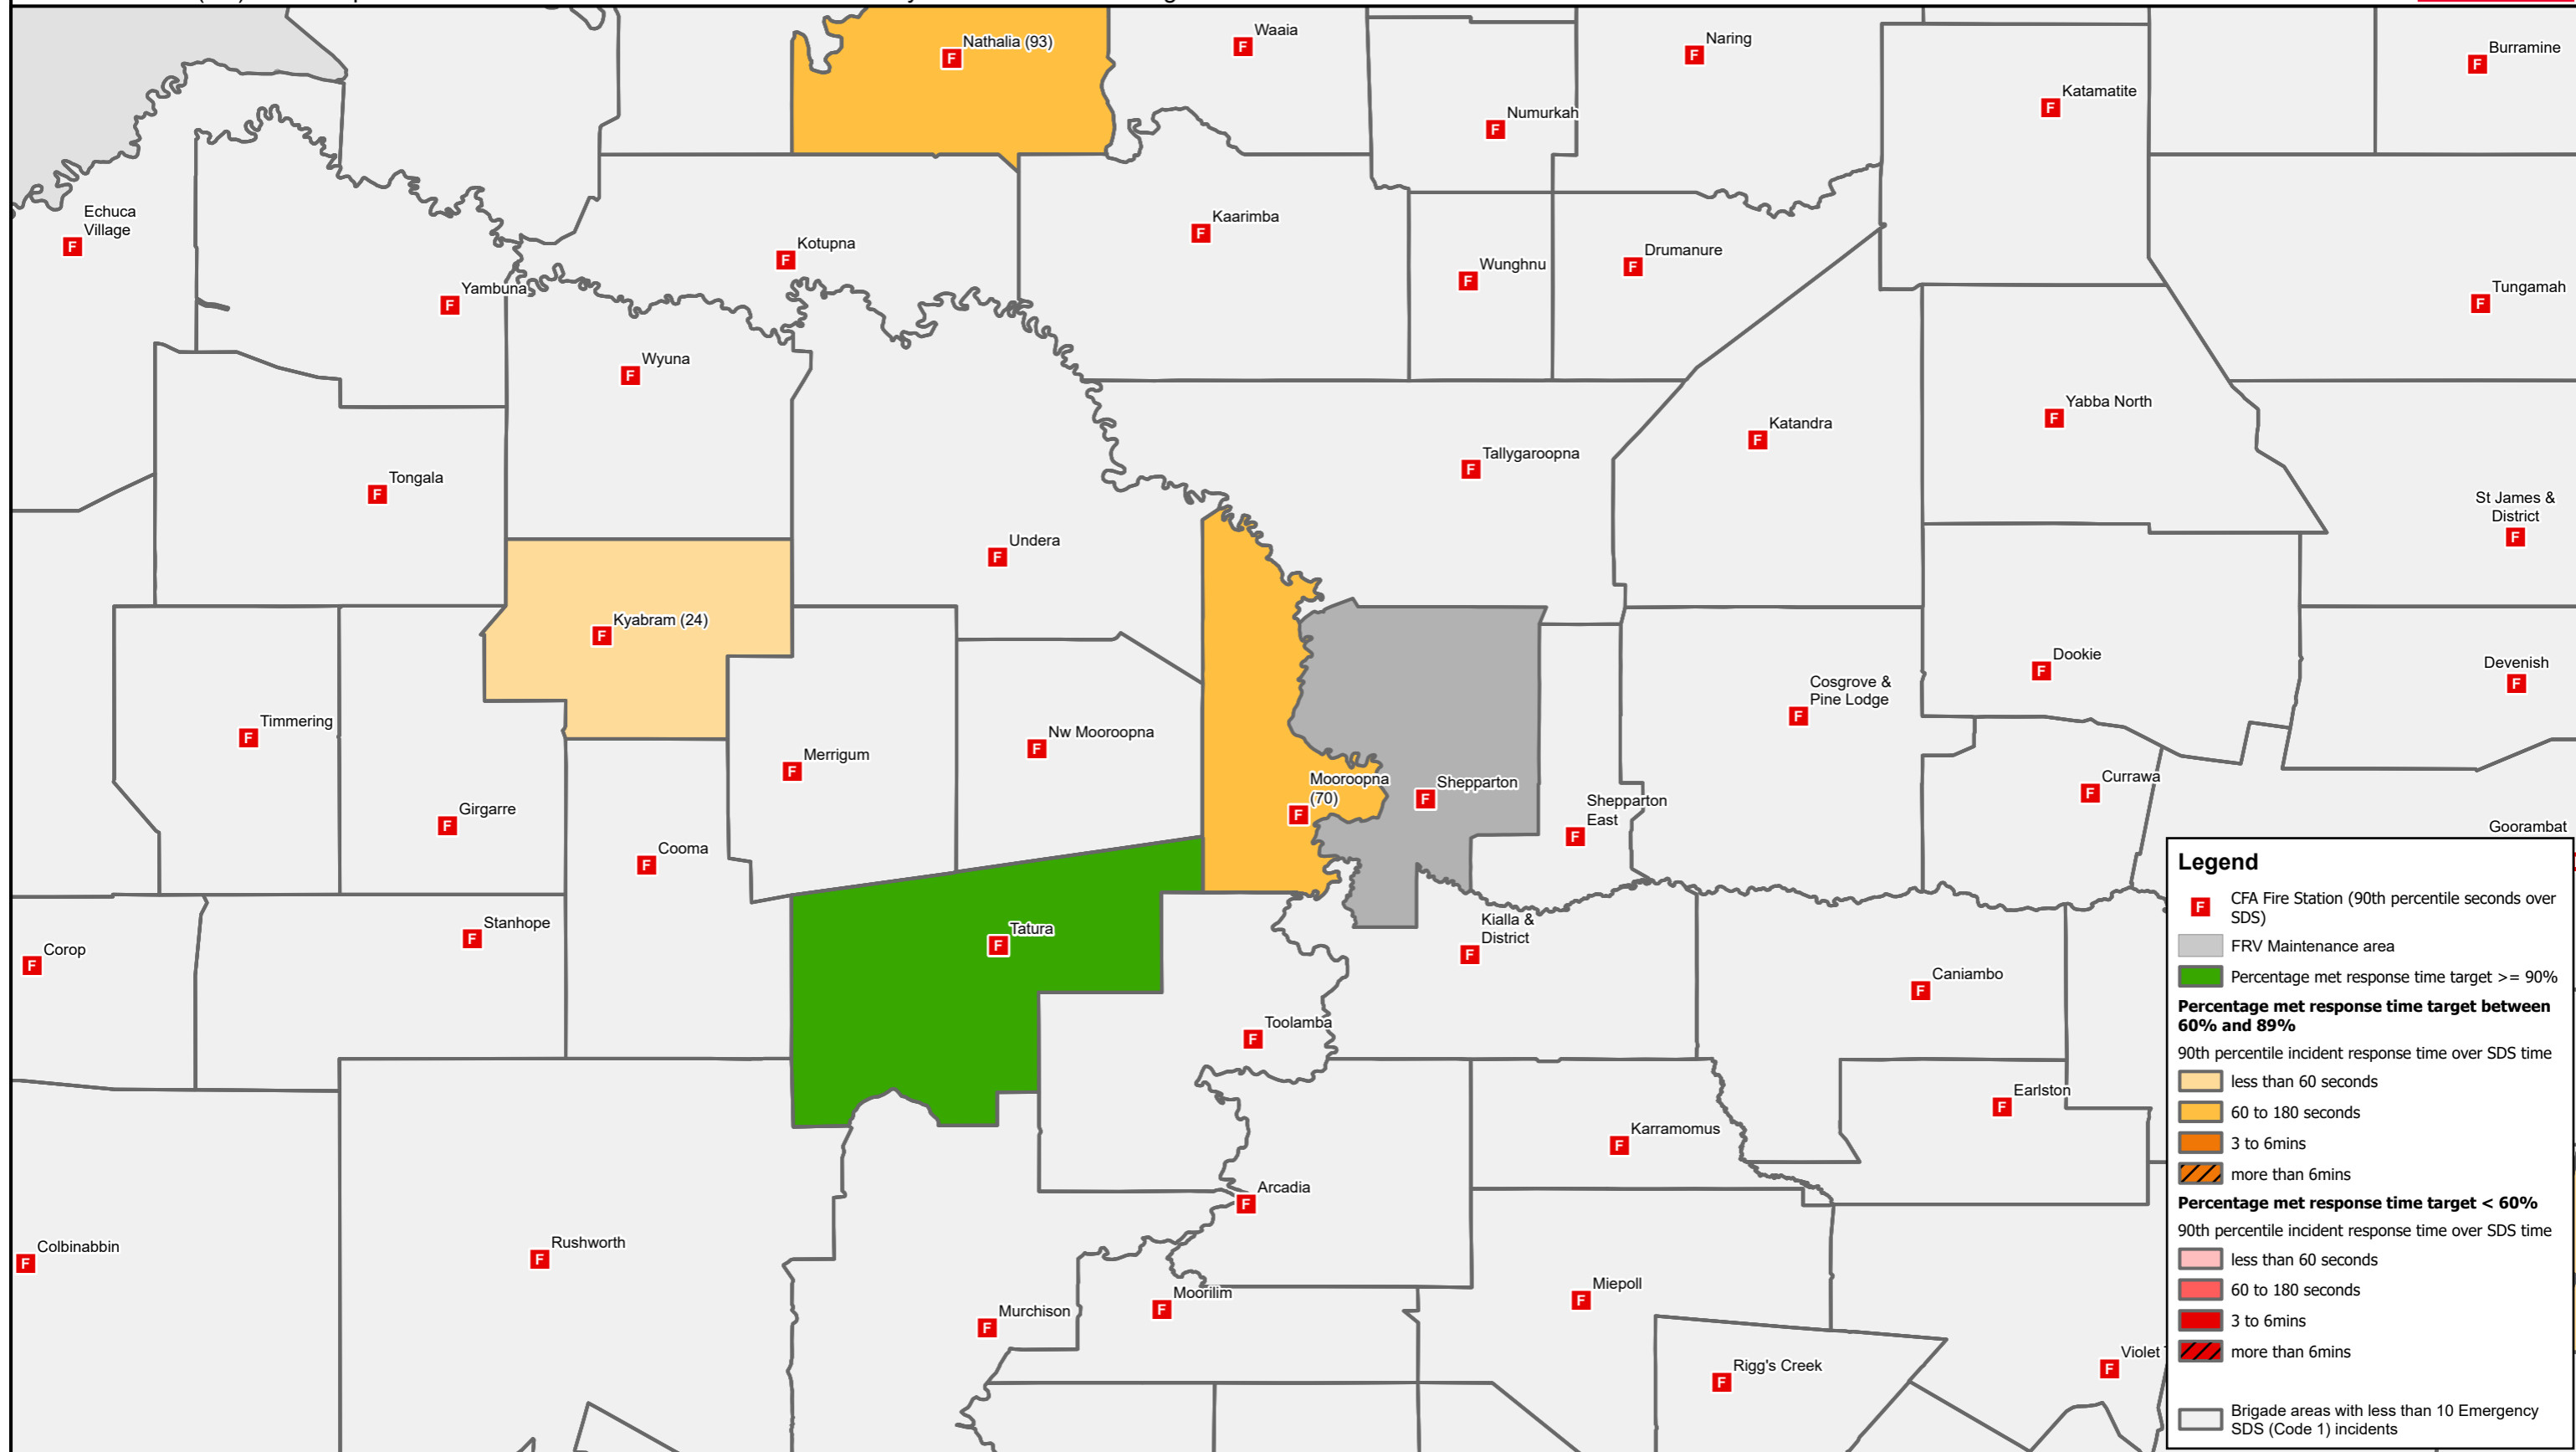 Nathalia (93)
Waaia
Naring
Burramine
Katamatite
Numurkah
Echuca
Village
Kaarimba
Kotupna
Drumanure
Wunghnu
Yambuna
Tungamah
Wyuna
Yabba North
Katandra
Tallygaroopna
Tongala
St James &
District
Undera
Kyabram (24)
Dookie
Devenish
Cosgrove &
Pine Lodge
Timmering
Nw Mooroopna
Merrigum
Mooroopna
(70)
Shepparton
Currawa
Shepparton
East
Girgarre
Goorambat
Cooma
Stanhope
Tatura
Kialla &
District
Corop
Caniambo
Toolamba
Earlston
Karramomus
Arcadia
Colbinabbin
Rushworth
Miepoll
Moorilim
Murchison
Violet
Rigg's Creek
Legend
CFA Fire Station (90th percentile seconds over
SDS)
FRV Maintenance area
Percentage met response time target >= 90%
Percentage met response time target between
60% and 89%
90th percentile incident response time over SDS time
less than 60 seconds
60 to 180 seconds
3 to 6mins
more than 6mins
Percentage met response time target < 60%
90th percentile incident response time over SDS time
less than 60 seconds
60 to 180 seconds
3 to 6mins
more than 6mins
Brigade areas with less than 10 Emergency
SDS (Code 1) incidents